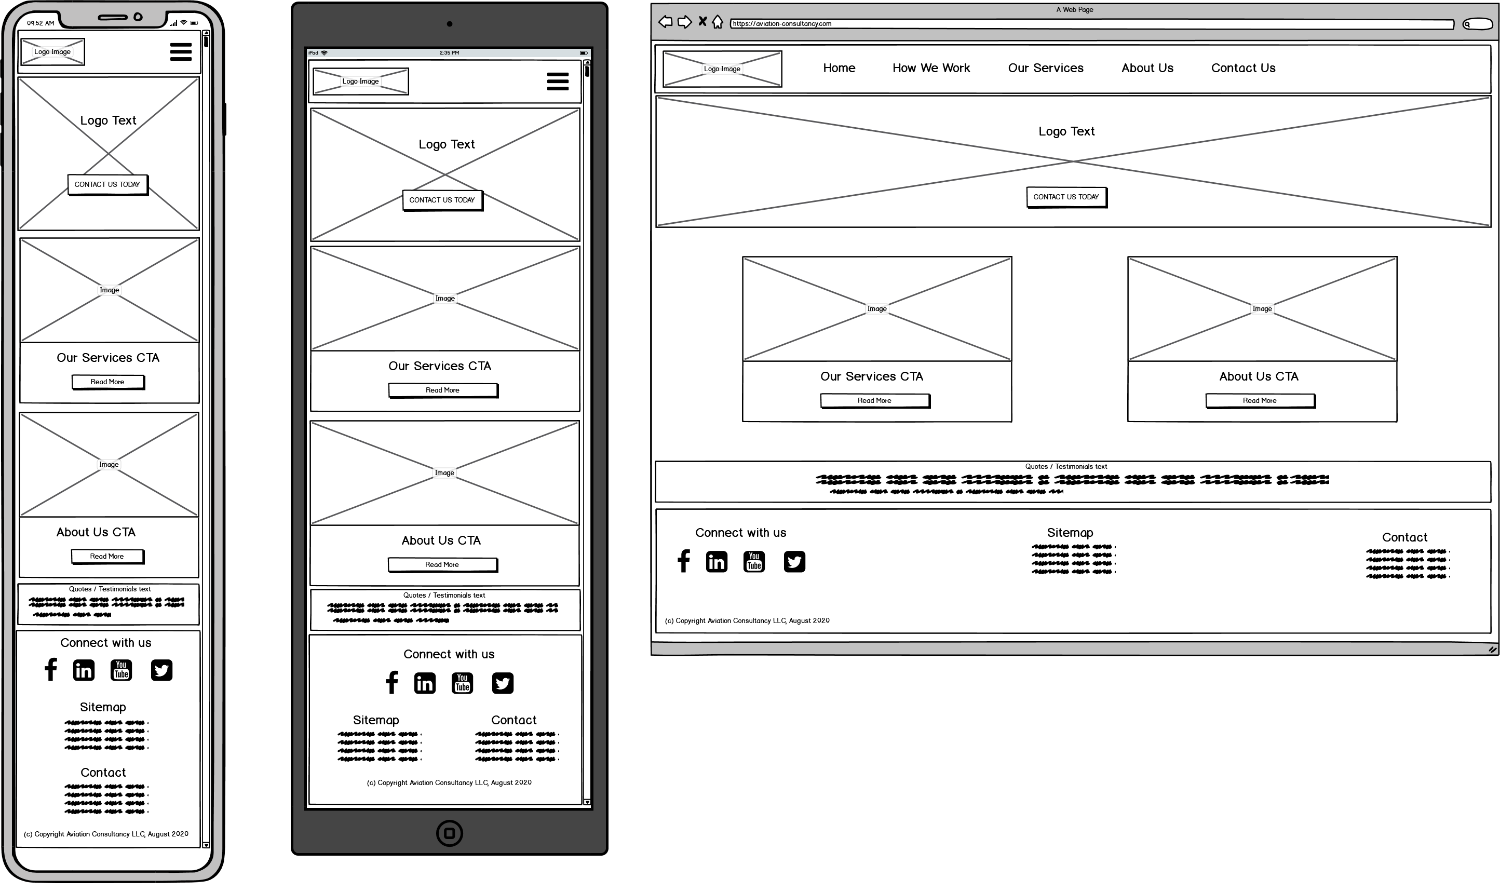 09:52 AM
Logo Image
Logo Text
CONTACT US TODAY
Image
Our Services CTA
Read More
Image
About Us CTA
Read More
Quotes / Testimonials text
Connect with us
f in You Tube
Sitemap
Contact
(c) Copyright Aviation Consultancy LLC, August 2020
iPad
2:35 PM
Logo Image
Logo Text
CONTACT US TODAY
Image
Our Services CTA
Read More
Image
About Us CTA
Read More
Quotes / Testimonials text
Connect with us
f in You Tube
Sitemap Contact
(c) Copyright Aviation Consultancy LLC, August 2020
A Web Page
https://aviation-consultancy.com
Logo Image Home How We Work Our Services About Us Contact Us
Logo Text
CONTACT US TODAY
Image Image
Our Services CTA About Us CTA
Read More Read More
Quotes / Testimonials text
Connect with us Sitemap Contact
f in You Tube
(c) Copyright Aviation Consultancy LLC, August 2020